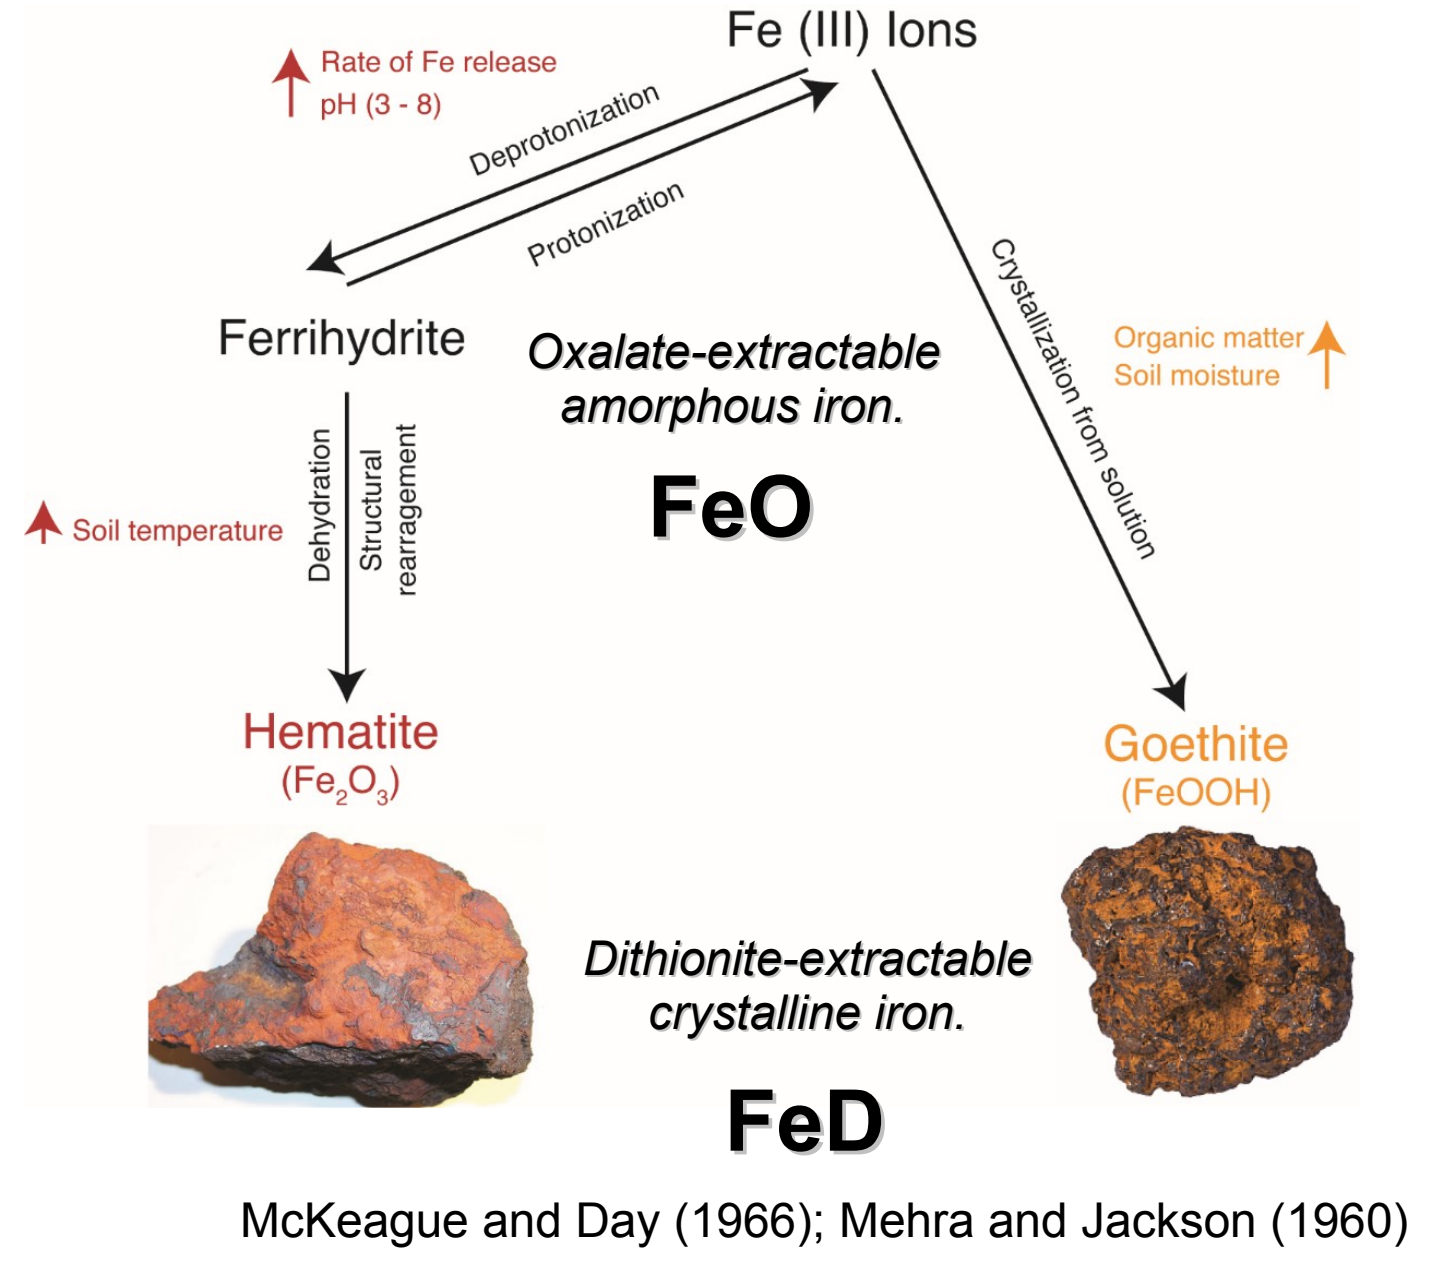 Fe (III) Ions
Rate of Fe release
pH (3 - 8)
Deprotonization
Protonization
Ferrihydrite
Oxalate-extractable
amorphous iron.
FeO
Crystallization from solution
Organic matter
Soil moisture
Soil temperature
Dehydration
Structural
rearragement
Hematite
(Fe₂O₃)
Goethite
(FeOOH)
Dithionite-extractable
crystalline iron.
FeD
McKeague and Day (1966); Mehra and Jackson (1960)